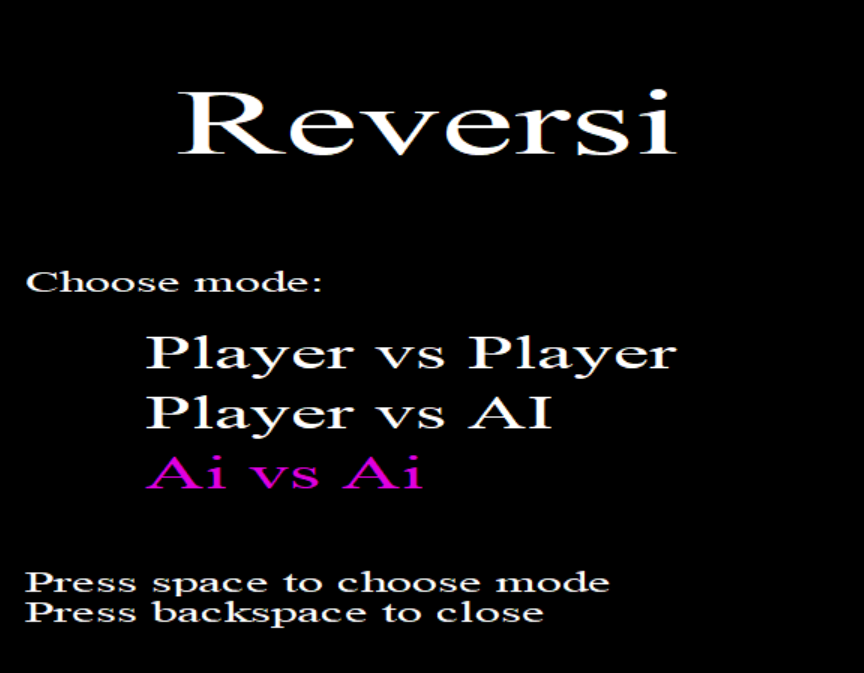 Reversi
Choose mode:
Player vs Player
Player vs AI
Ai vs Ai
Press space to choose mode
Press backspace to close